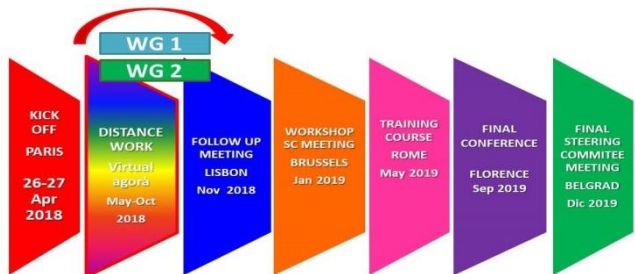 WG 1
WG 2
KICK
OFF
PARIS
26-27
Apr
2018
DISTANCE
WORK
Virtual
agorà
May-Oct
2018
FOLLOW UP
MEETING
LISBON
Nov 2018
WORKSHOP
SC MEETING
BRUSSELS
Jan 2019
TRAINING
COURSE
ROME
May 2019
FINAL
CONFERENCE
FLORENCE
Sep 2019
FINAL
STEERING
COMMITEE
MEETING
BELGRAD
Dic 2019